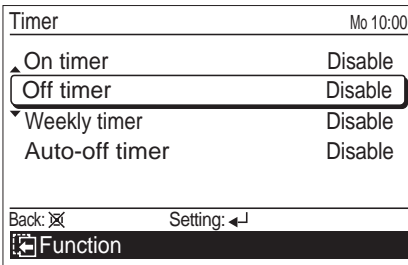 Timer Mo 10:00
On timer Disable
Off timer Disable
Weekly timer Disable
Auto-off timer Disable
Back: Setting:
Function